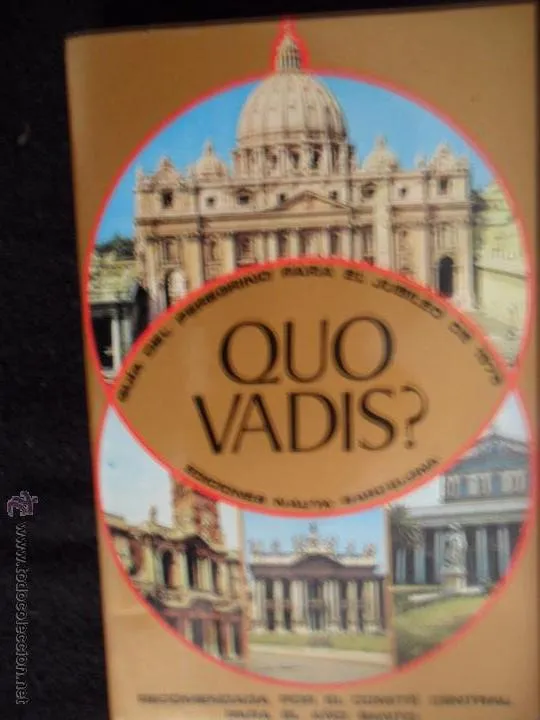 GUÍA DEL PEREGRINO PARA EL JUBILEO DE 1975
QUO
VADIS?
EDICIONES NAUTA BARCELONA
RECOMENDADA POR EL COMITÉ CENTRAL
PARA EL AÑO SANTO
www.todocoleccion.net